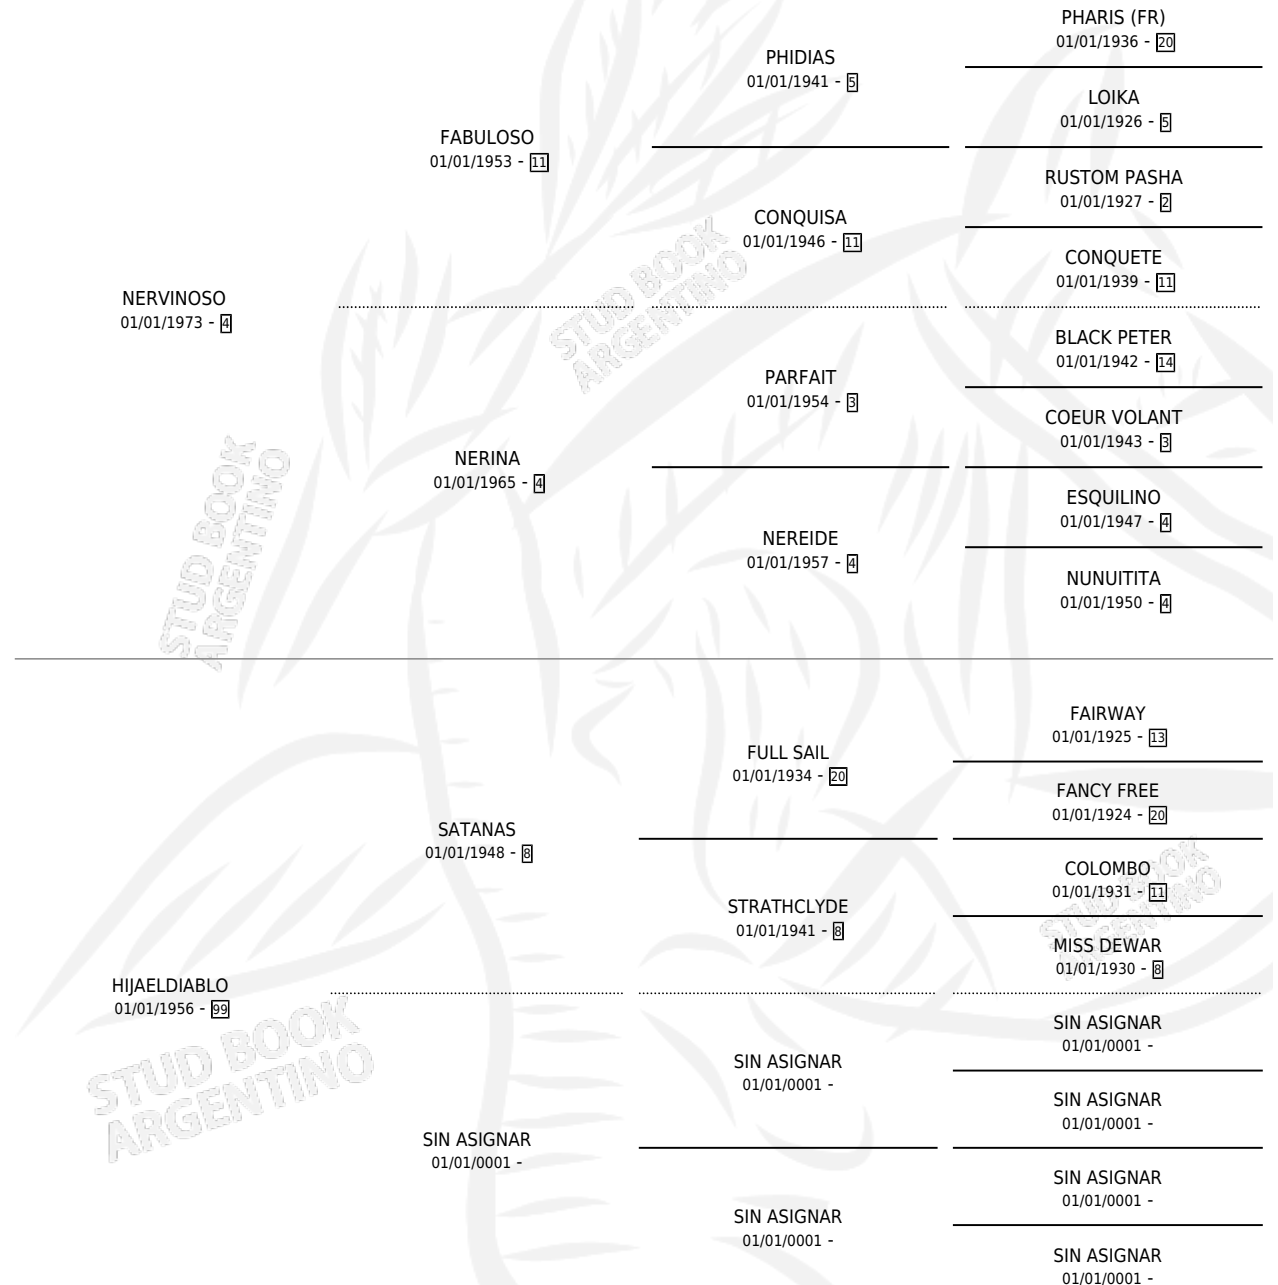 PHARIS (FR)
01/01/1936 - 20
PHIDIAS
01/01/1941 - 5
LOIKA
01/01/1926 - 5
FABULOSO
01/01/1953 - 11
RUSTOM PASHA
01/01/1927 - 2
CONQUISA
01/01/1946 - 11
CONQUETE
01/01/1939 - 11
NERVINOSO
01/01/1973 - 4
BLACK PETER
01/01/1942 - 14
PARFAIT
01/01/1954 - 3
COEUR VOLANT
01/01/1943 - 3
NERINA
01/01/1965 - 4
ESQUILINO
01/01/1947 - 4
NEREIDE
01/01/1957 - 4
NUNUITITA
01/01/1950 - 4
STUD BOOK
ARGENTINO
STUD BOOK
ARGENTINO
FAIRWAY
01/01/1925 - 13
FULL SAIL
01/01/1934 - 20
FANCY FREE
01/01/1924 - 20
SATANAS
01/01/1948 - 8
COLOMBO
01/01/1931 - 11
STRATHCLYDE
01/01/1941 - 8
MISS DEWAR
01/01/1930 - 8
HIJAELDIABLO
01/01/1956 - 99
SIN ASIGNAR
01/01/0001 -
SIN ASIGNAR
01/01/0001 -
SIN ASIGNAR
01/01/0001 -
SIN ASIGNAR
01/01/0001 -
SIN ASIGNAR
01/01/0001 -
SIN ASIGNAR
01/01/0001 -
SIN ASIGNAR
01/01/0001 -
STUD BOOK
ARGENTINO
STUD BOOK
ARGENTINO